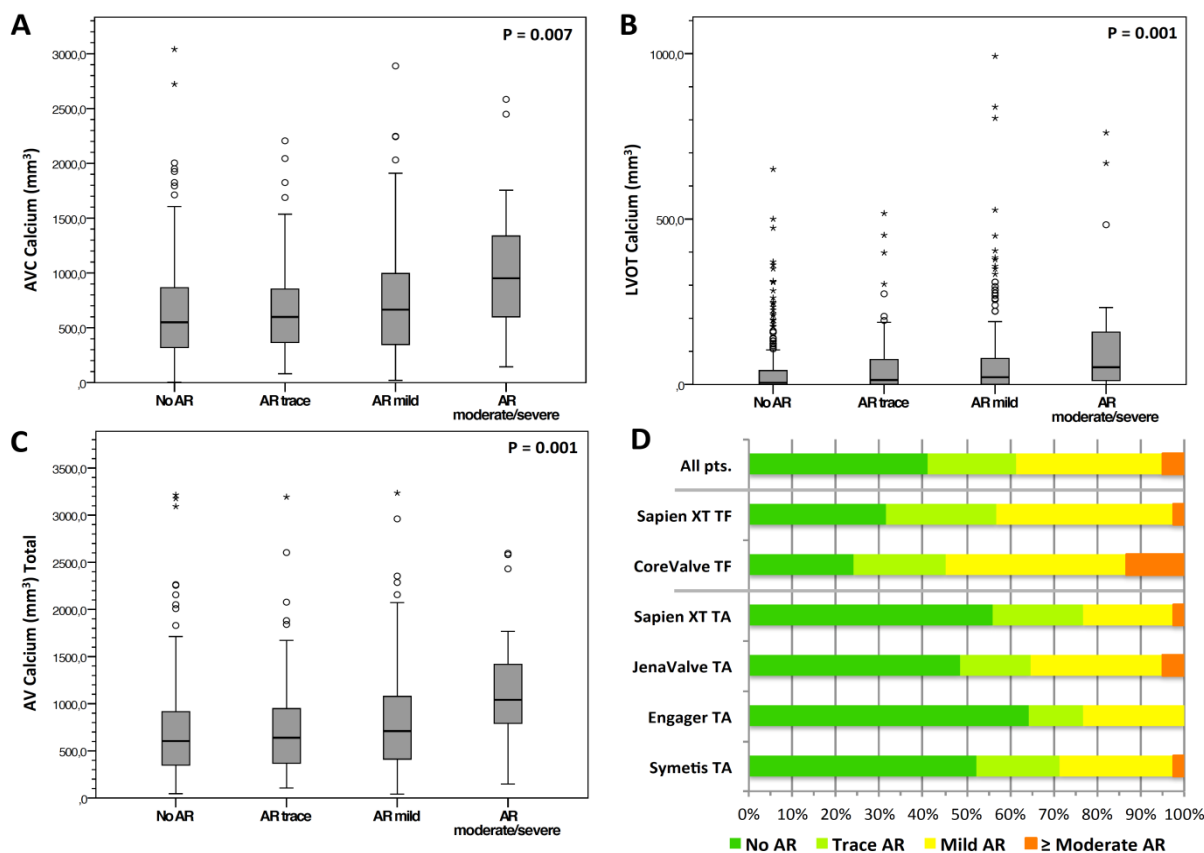 A
P = 0.007
AVC Calcium (mm³)
3000,0
2500,0
2000,0
1500,0
1000,0
500,0
,0
No AR
AR trace
AR mild
AR
moderate/severe
B
P = 0.001
LVOT Calcium (mm³)
1000,0
500,0
,0
No AR
AR trace
AR mild
AR
moderate/severe
C
P = 0.001
AV Calcium (mm³) Total
3500,0
3000,0
2500,0
2000,0
1500,0
1000,0
500,0
,0
No AR
AR trace
AR mild
AR
moderate/severe
D
All pts.
Sapien XT TF
CoreValve TF
Sapien XT TA
JenaValve TA
Engager TA
Symetis TA
0% 10% 20% 30% 40% 50% 60% 70% 80% 90% 100%
No AR Trace AR Mild AR ≥ Moderate AR